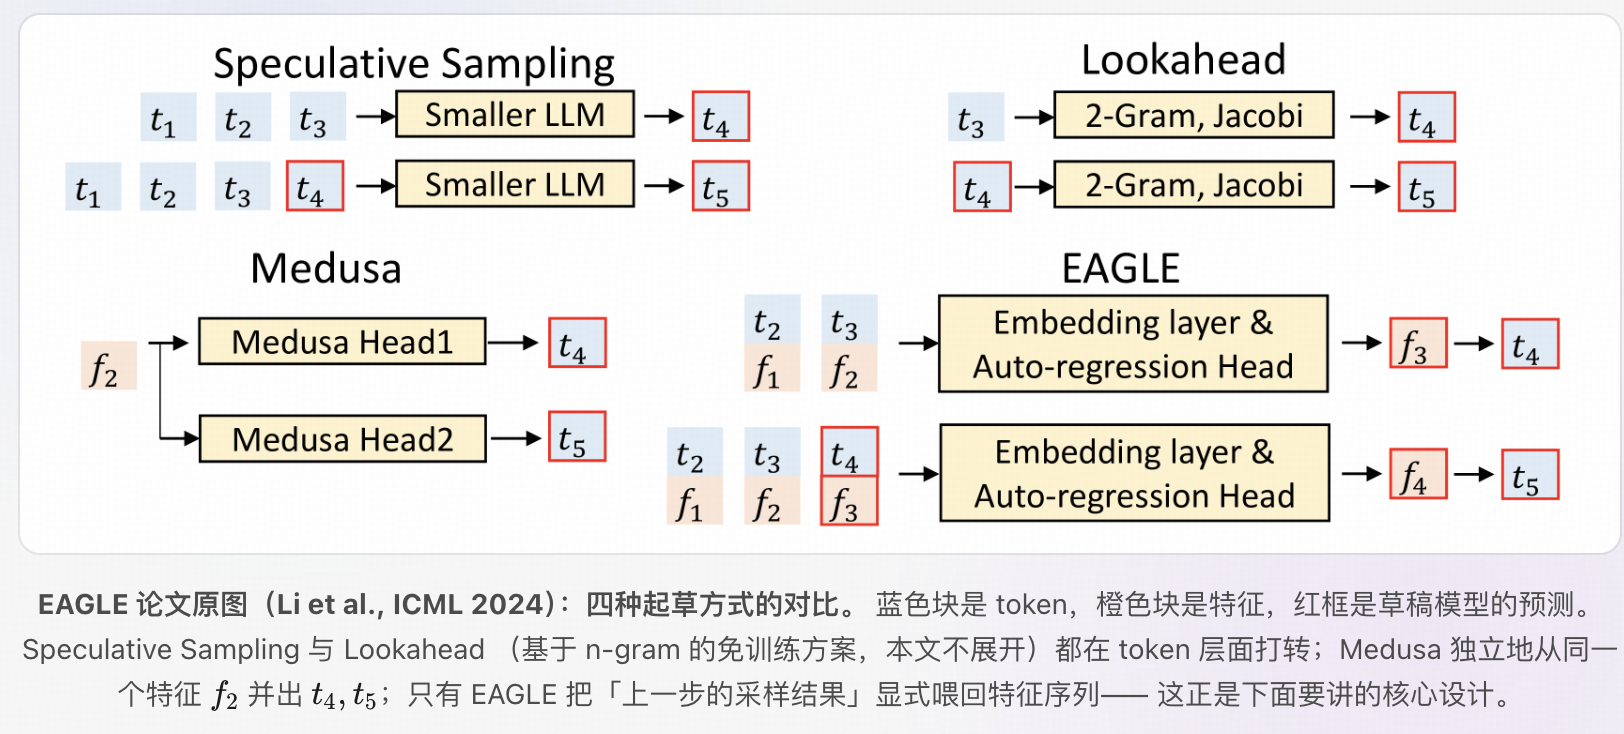 Speculative Sampling
t₁ t₂ t₃ Smaller LLM t₄
t₁ t₂ t₃ t₄ Smaller LLM t₅
Lookahead
t₃ 2-Gram, Jacobi t₄
t₄ 2-Gram, Jacobi t₅
Medusa
f₂
Medusa Head1 t₄
Medusa Head2 t₅
EAGLE
t₂ t₃
f₁ f₂
Embedding layer &
Auto-regression Head
f₃ t₄
t₂ t₃ t₄
f₁ f₂ f₃
Embedding layer &
Auto-regression Head
f₄ t₅
EAGLE 论文原图（Li et al., ICML 2024）：四种起草方式的对比。 蓝色块是 token，橙色块是特征，红框是草稿模型的预测。
Speculative Sampling 与 Lookahead （基于 n-gram 的免训练方案，本文不展开）都在 token 层面打转；Medusa 独立地从同一
个特征 f₂ 并出 t₄, t₅；只有 EAGLE 把「上一步的采样结果」显式喂回特征序列—— 这正是下面要讲的核心设计。